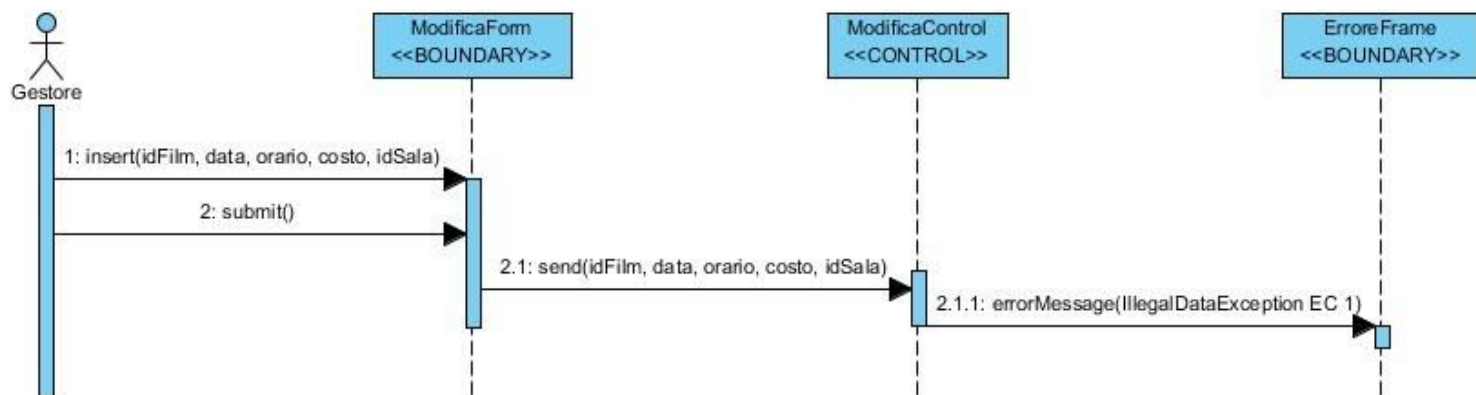 ModificaForm
<<BOUNDARY>>
ModificaControl
<<CONTROL>>
ErroreFrame
<<BOUNDARY>>
Gestore
1: insert(idFilm, data, orario, costo, idSala)
2: submit()
2.1: send(idFilm, data, orario, costo, idSala)
2.1.1: errorMessage(IllegalDataException EC 1)